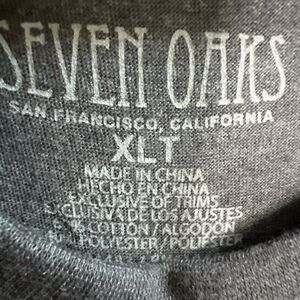 SEVEN OAKS
SAN FRANCISCO, CALIFORNIA
XLT
MADE IN CHINA
HECHO EN CHINA
EXCLUSIVE OF TRIMS
EXCLUSIVA DE LOS AJUSTES
COTTON / ALGODON
POLYESTER / POLIESTER